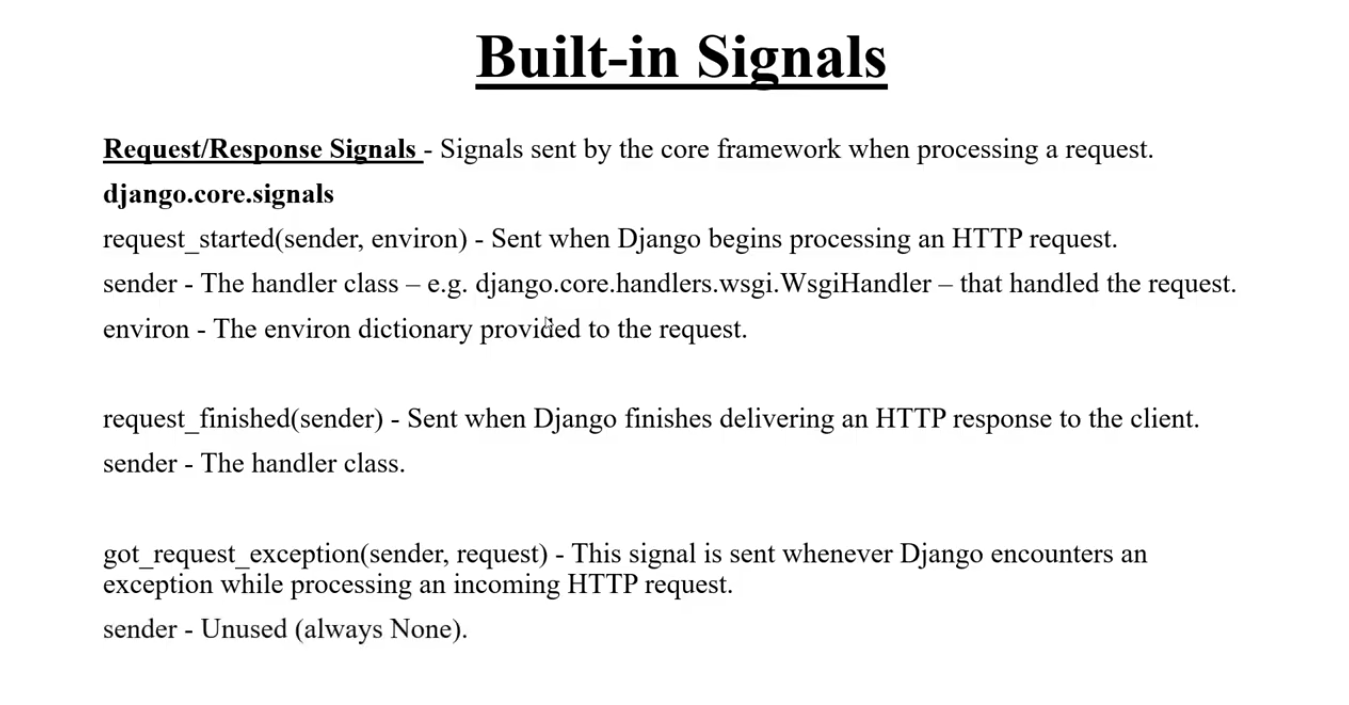 Built-in Signals
Request/Response Signals - Signals sent by the core framework when processing a request.
django.core.signals
request_started(sender, environ) - Sent when Django begins processing an HTTP request.
sender - The handler class – e.g. django.core.handlers.wsgi.WsgiHandler – that handled the request.
environ - The environ dictionary provided to the request.
request_finished(sender) - Sent when Django finishes delivering an HTTP response to the client.
sender - The handler class.
got_request_exception(sender, request) - This signal is sent whenever Django encounters an
exception while processing an incoming HTTP request.
sender - Unused (always None).